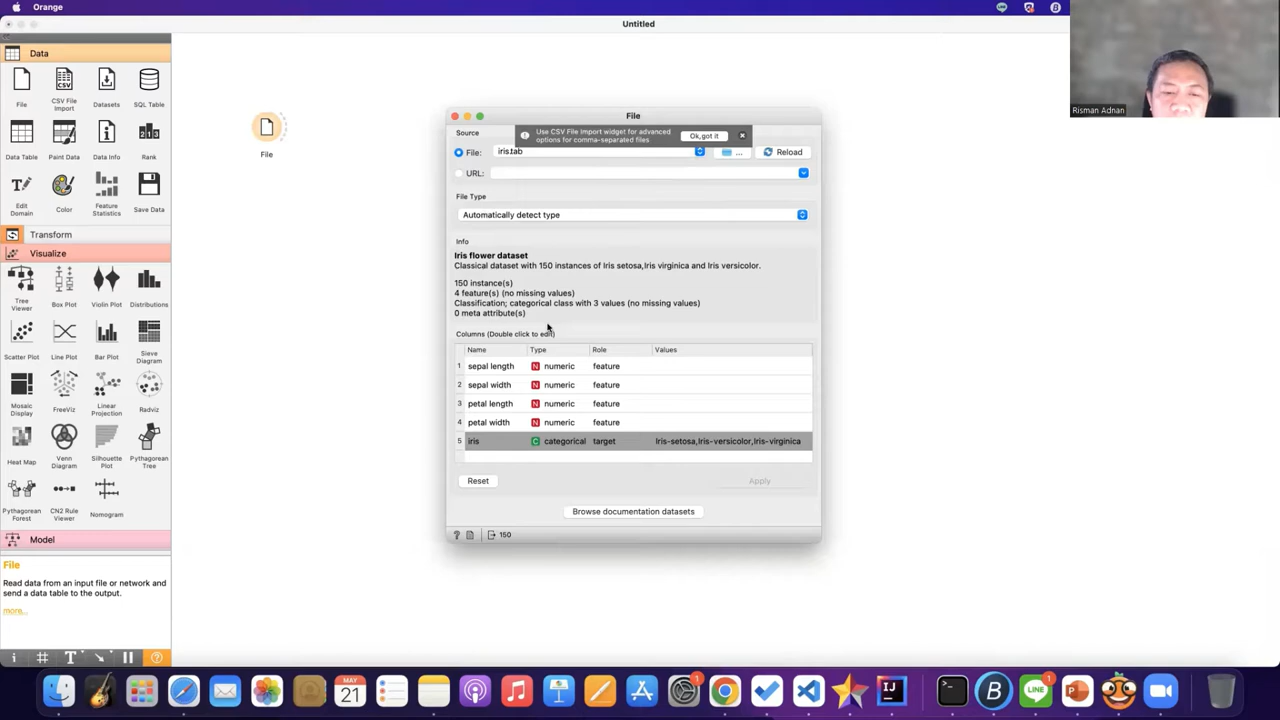 Orange
Untitled
Risman Adnan
Data
File
CSV File
Import
Datasets
SQL Table
Data Table
Paint Data
Data Info
Rank
Edit
Domain
Color
Feature
Statistics
Save Data
Transform
Visualize
Tree
Viewer
Box Plot
Violin Plot
Distributions
Scatter Plot
Line Plot
Bar Plot
Sieve
Diagram
Mosaic
Display
FreeViz
Linear
Projection
Radviz
Heat Map
Venn
Diagram
Silhouette
Plot
Pythagorean
Tree
Pythagorean
Forest
CN2 Rule
Viewer
Nomogram
Model
File
Read data from an input file or network and
send a data table to the output.
more...
File
File
Source
Use CSV File Import widget for advanced
options for comma-separated files
Ok, got it
File: iris.tab ... Reload
URL:
File Type
Automatically detect type
Info
Iris flower dataset
Classical dataset with 150 instances of Iris setosa,Iris virginica and Iris versicolor.
150 instance(s)
4 feature(s) (no missing values)
Classification; categorical class with 3 values (no missing values)
0 meta attribute(s)
Columns (Double click to edit)
Name Type Role Values
1 sepal length N numeric feature
2 sepal width N numeric feature
3 petal length N numeric feature
4 petal width N numeric feature
5 iris C categorical target Iris-setosa,Iris-versicolor,Iris-virginica
Reset Apply
Browse documentation datasets
? 150
MAY
21